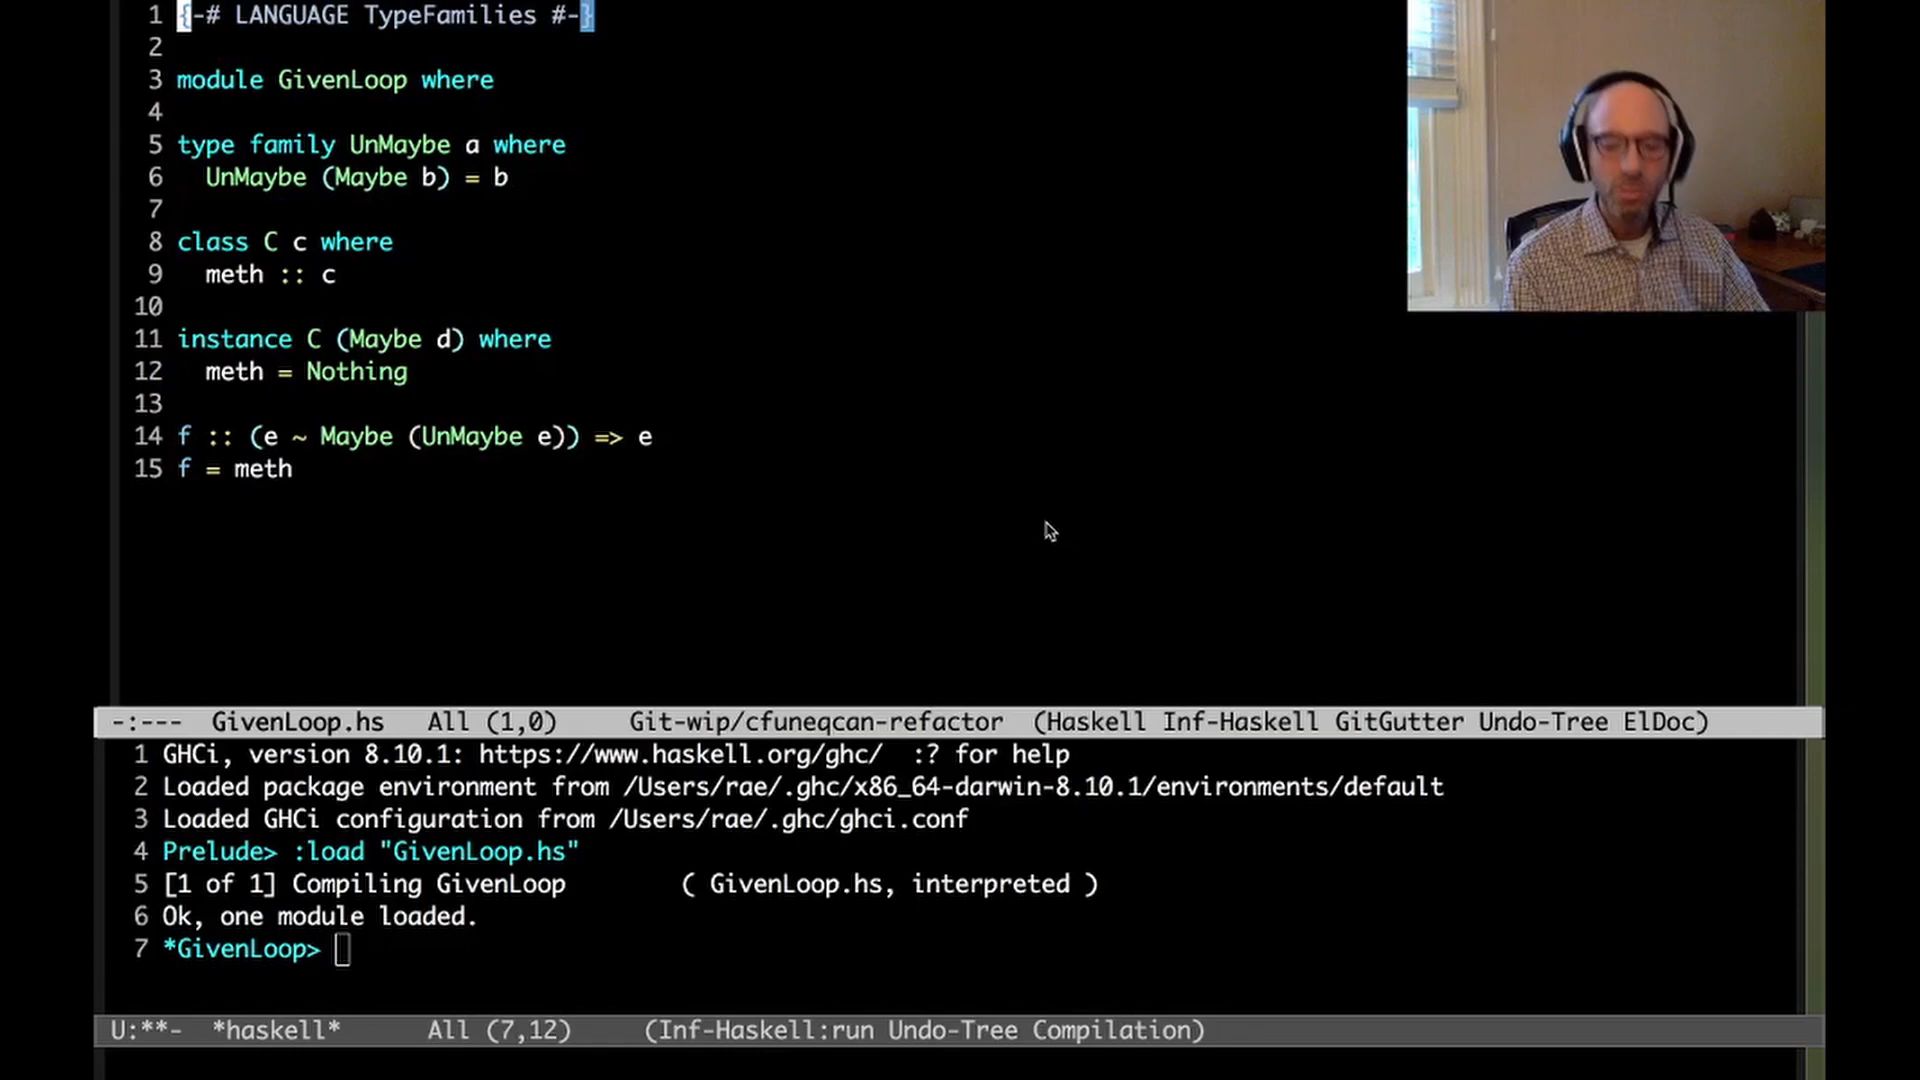 1 {-# LANGUAGE TypeFamilies #-}
2
3 module GivenLoop where
4
5 type family UnMaybe a where
6   UnMaybe (Maybe b) = b
7
8 class C c where
9   meth :: c
10
11 instance C (Maybe d) where
12   meth = Nothing
13
14 f :: (e ~ Maybe (UnMaybe e)) => e
15 f = meth
-:---  GivenLoop.hs   All (1,0)     Git-wip/cfuneqcan-refactor  (Haskell Inf-Haskell GitGutter Undo-Tree ElDoc)
1 GHCi, version 8.10.1: https://www.haskell.org/ghc/  :? for help
2 Loaded package environment from /Users/rae/.ghc/x86_64-darwin-8.10.1/environments/default
3 Loaded GHCi configuration from /Users/rae/.ghc/ghci.conf
4 Prelude> :load "GivenLoop.hs"
5 [1 of 1] Compiling GivenLoop        ( GivenLoop.hs, interpreted )
6 Ok, one module loaded.
7 *GivenLoop>
U:**-  *haskell*      All (7,12)     (Inf-Haskell:run Undo-Tree Compilation)